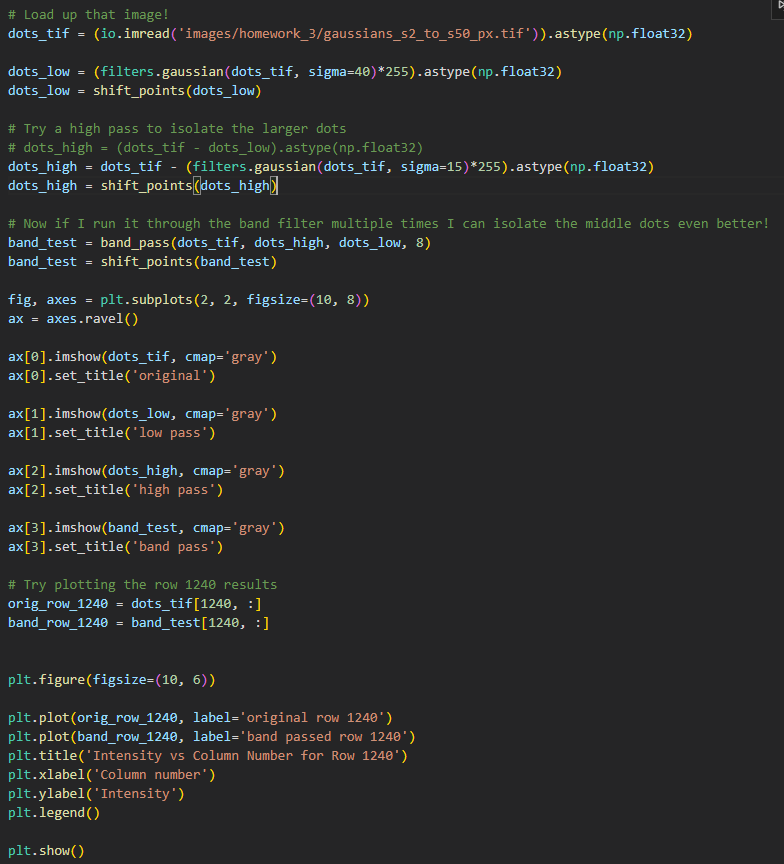 # Load up that image!
dots_tif = (io.imread('images/homework_3/gaussians_s2_to_s50_px.tif')).astype(np.float32)
dots_low = (filters.gaussian(dots_tif, sigma=40)*255).astype(np.float32)
dots_low = shift_points(dots_low)
# Try a high pass to isolate the larger dots
# dots_high = (dots_tif - dots_low).astype(np.float32)
dots_high = dots_tif - (filters.gaussian(dots_tif, sigma=15)*255).astype(np.float32)
dots_high = shift_points(dots_high)
# Now if I run it through the band filter multiple times I can isolate the middle dots even better!
band_test = band_pass(dots_tif, dots_high, dots_low, 8)
band_test = shift_points(band_test)
fig, axes = plt.subplots(2, 2, figsize=(10, 8))
ax = axes.ravel()
ax[0].imshow(dots_tif, cmap='gray')
ax[0].set_title('original')
ax[1].imshow(dots_low, cmap='gray')
ax[1].set_title('low pass')
ax[2].imshow(dots_high, cmap='gray')
ax[2].set_title('high pass')
ax[3].imshow(band_test, cmap='gray')
ax[3].set_title('band pass')
# Try plotting the row 1240 results
orig_row_1240 = dots_tif[1240, :]
band_row_1240 = band_test[1240, :]
plt.figure(figsize=(10, 6))
plt.plot(orig_row_1240, label='original row 1240')
plt.plot(band_row_1240, label='band passed row 1240')
plt.title('Intensity vs Column Number for Row 1240')
plt.xlabel('Column number')
plt.ylabel('Intensity')
plt.legend()
plt.show()